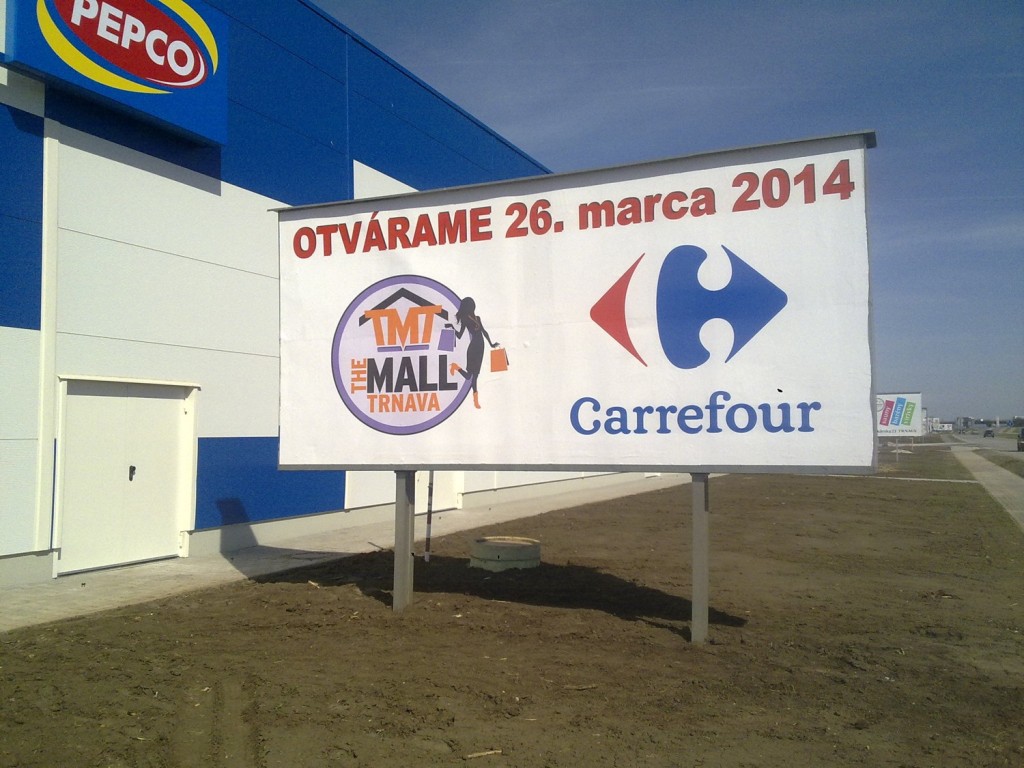 PEPCO
OTVÁRAME 26. marca 2014
TMT
THE
MALL
TRNAVA
Carrefour